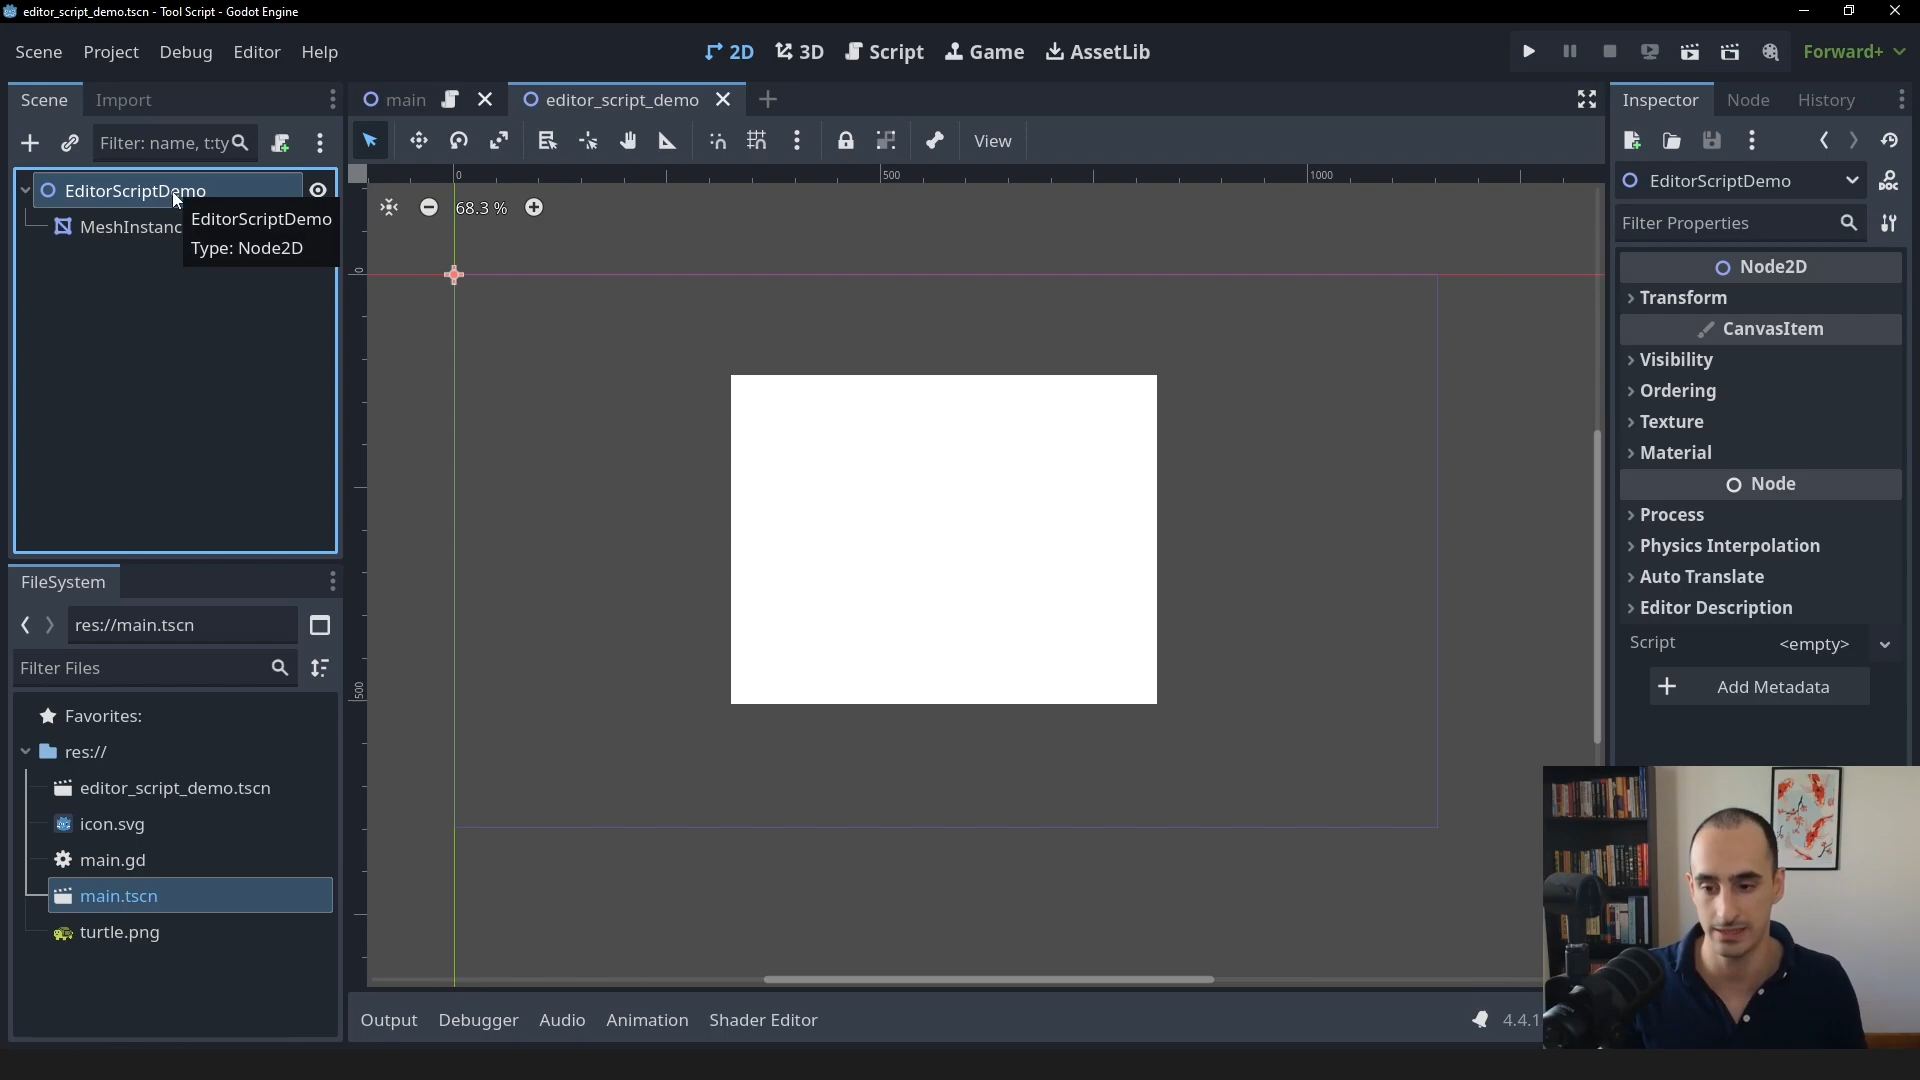 editor_script_demo.tscn - Tool Script - Godot Engine
Scene Project Debug Editor Help
2D 3D Script Game AssetLib
Forward+
Scene Import
main editor_script_demo
Inspector Node History
Filter: name, t:ty
View
EditorScriptDemo
MeshInstanc
EditorScriptDemo
Type: Node2D
0 500 1000
68.3 %
0
500
EditorScriptDemo
DOC
Filter Properties
Node2D
Transform
CanvasItem
Visibility
Ordering
Texture
Material
Node
Process
Physics Interpolation
Auto Translate
Editor Description
Script <empty>
Add Metadata
FileSystem
res://main.tscn
Filter Files
Favorites:
res://
editor_script_demo.tscn
icon.svg
main.gd
main.tscn
turtle.png
Output Debugger Audio Animation Shader Editor
4.4.1